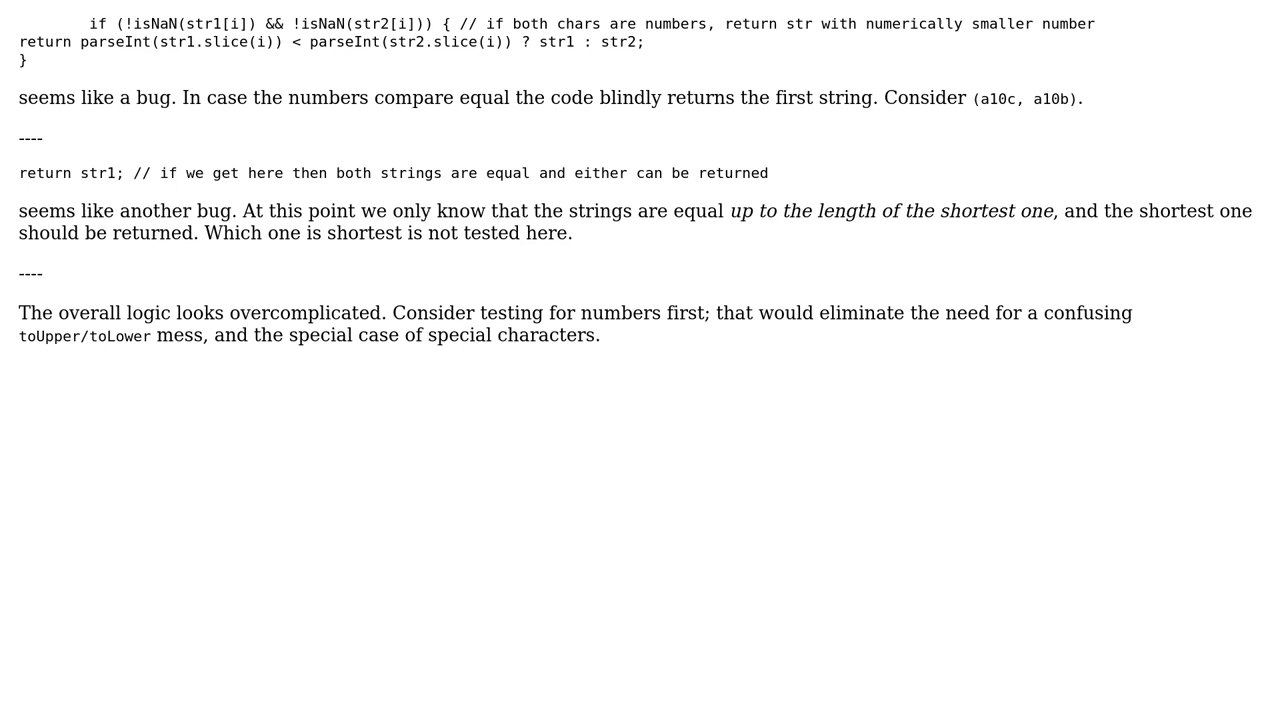 if (!isNaN(str1[i]) && !isNaN(str2[i])) { // if both chars are numbers, return str with numerically smaller number
return parseInt(str1.slice(i)) < parseInt(str2.slice(i)) ? str1 : str2;
}
seems like a bug. In case the numbers compare equal the code blindly returns the first string. Consider (a10c, a10b).
----
return str1; // if we get here then both strings are equal and either can be returned
seems like another bug. At this point we only know that the strings are equal up to the length of the shortest one, and the shortest one
should be returned. Which one is shortest is not tested here.
----
The overall logic looks overcomplicated. Consider testing for numbers first; that would eliminate the need for a confusing
toUpper/toLower mess, and the special case of special characters.